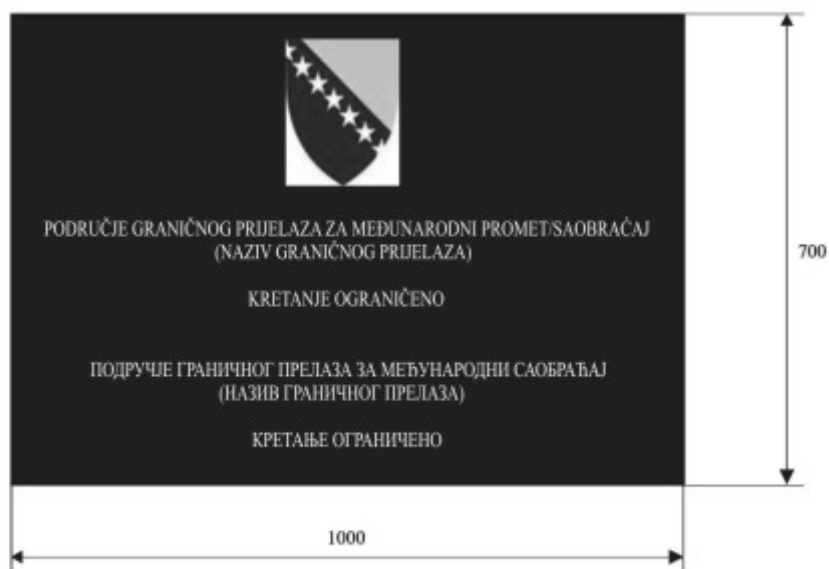 PODRUČJE GRANIČNOG PRIJELAZA ZA MEĐUNARODNI PROMET/SAOBRAĆAJ
(NAZIV GRANIČNOG PRIJELAZA)
KRETANJE OGRANIČENO
ПОДРУЧЈЕ ГРАНИЧНОГ ПРЕЛАЗА ЗА МЕЂУНАРОДНИ САОБРАЋАЈ
(НАЗИВ ГРАНИЧНОГ ПРЕЛАЗА)
КРЕТАЊЕ ОГРАНИЧЕНО
700
1000